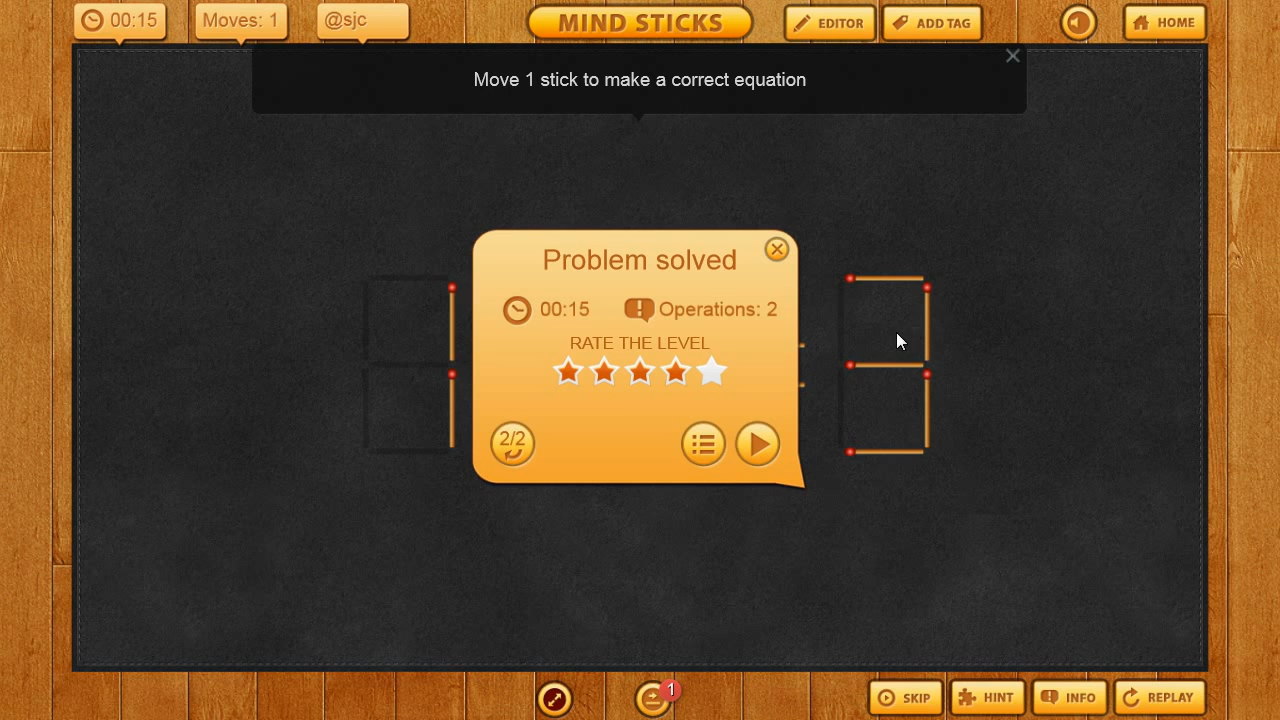 00:15
Moves: 1
@sjc
MIND STICKS
EDITOR
ADD TAG
HOME
Move 1 stick to make a correct equation
Problem solved
00:15
Operations: 2
RATE THE LEVEL
2/2
1
SKIP
HINT
INFO
REPLAY